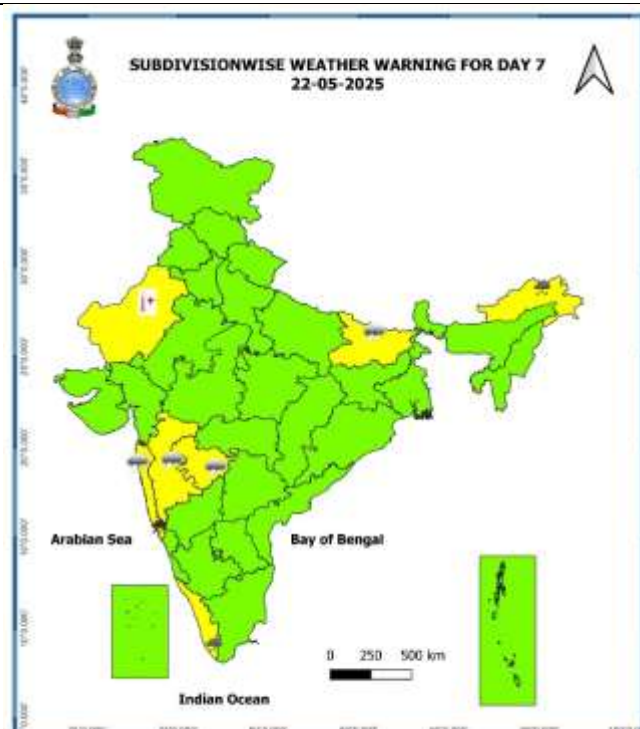 SUBDIVISIONWISE WEATHER WARNING FOR DAY 7
22-05-2025
Arabian Sea
Bay of Bengal
0 250 500 km
Indian Ocean